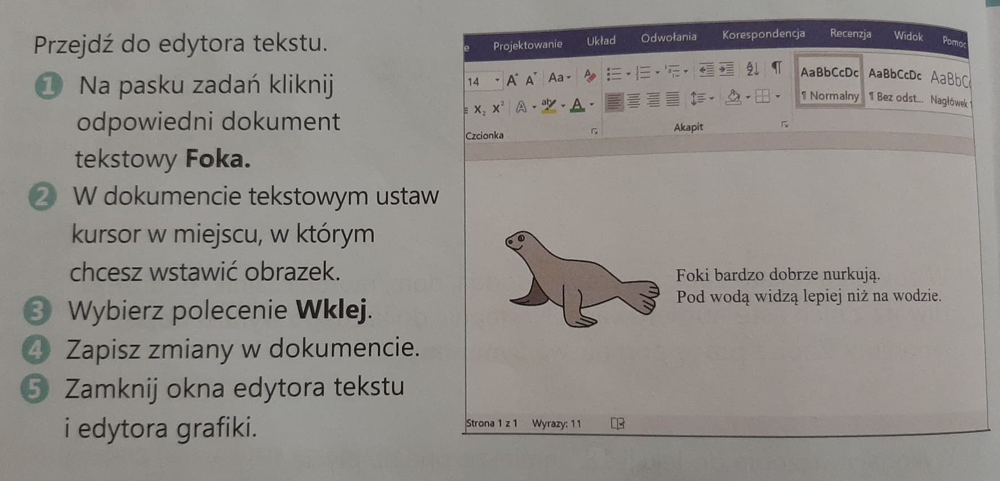 Przejdź do edytora tekstu.
1 Na pasku zadań kliknij
odpowiedni dokument
tekstowy Foka.
2 W dokumencie tekstowym ustaw
kursor w miejscu, w którym
chcesz wstawić obrazek.
3 Wybierz polecenie Wklej.
4 Zapisz zmiany w dokumencie.
5 Zamknij okna edytora tekstu
i edytora grafiki.
e Projektowanie Układ Odwołania Korespondencja Recenzja Widok Pomoc
14 A A Aa A AaBbCcDc AaBbCcDc AaBbC
x₂ x² A ab A ¶ Normalny ¶ Bez odst... Nagłówek 1
Czcionka Akapit
Foki bardzo dobrze nurkują.
Pod wodą widzą lepiej niż na wodzie.
Strona 1 z 1 Wyrazy: 11